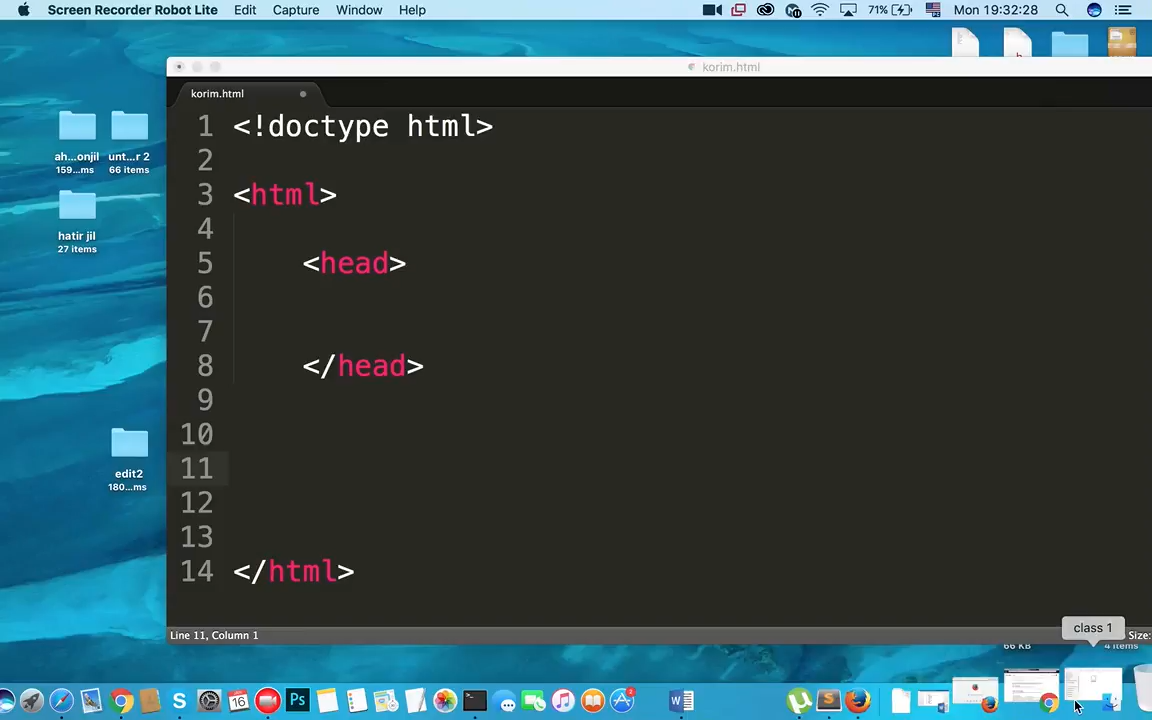 Screen Recorder Robot Lite Edit Capture Window Help 71% Mon 19:32:28
korim.html
korim.html
1 <!doctype html>
2
3 <html>
4
5 <head>
6
7
8 </head>
9
10
11
12
13
14 </html>
Line 11, Column 1
Size:
ah...onjil
159...ms
unt...r 2
66 items
hatir jil
27 items
edit2
180...ms
class 1
66 KB
4 items
16
Ps
2